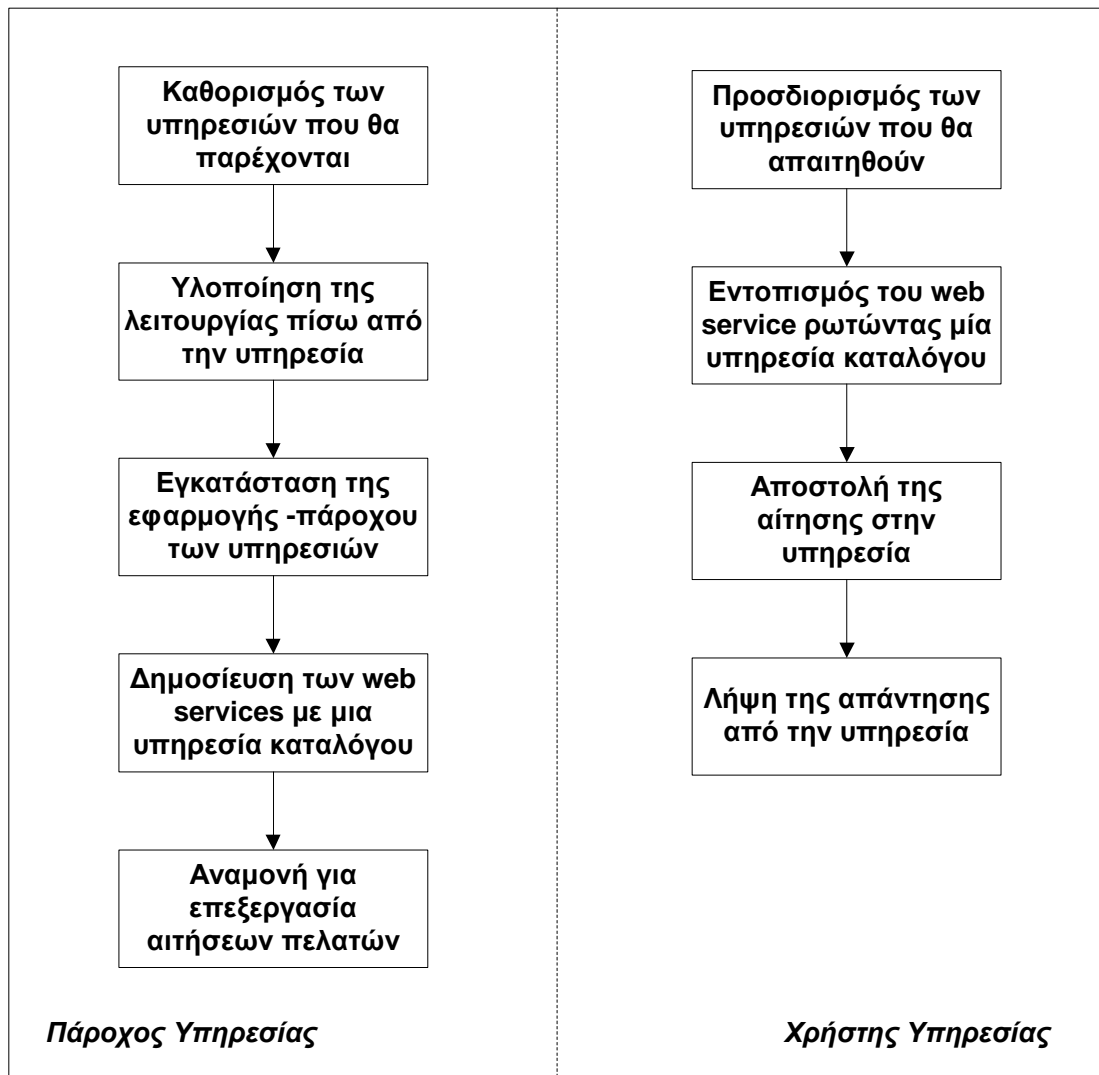 Καθορισμός των
υπηρεσιών που θα
παρέχονται
Υλοποίηση της
λειτουργίας πίσω από
την υπηρεσία
Εγκατάσταση της
εφαρμογής -πάροχου
των υπηρεσιών
Δημοσίευση των web
services με μια
υπηρεσία καταλόγου
Αναμονή για
επεξεργασία
αιτήσεων πελατών
Πάροχος Υπηρεσίας
Προσδιορισμός των
υπηρεσιών που θα
απαιτηθούν
Εντοπισμός του web
service ρωτώντας μία
υπηρεσία καταλόγου
Αποστολή της
αίτησης στην
υπηρεσία
Λήψη της απάντησης
από την υπηρεσία
Χρήστης Υπηρεσίας